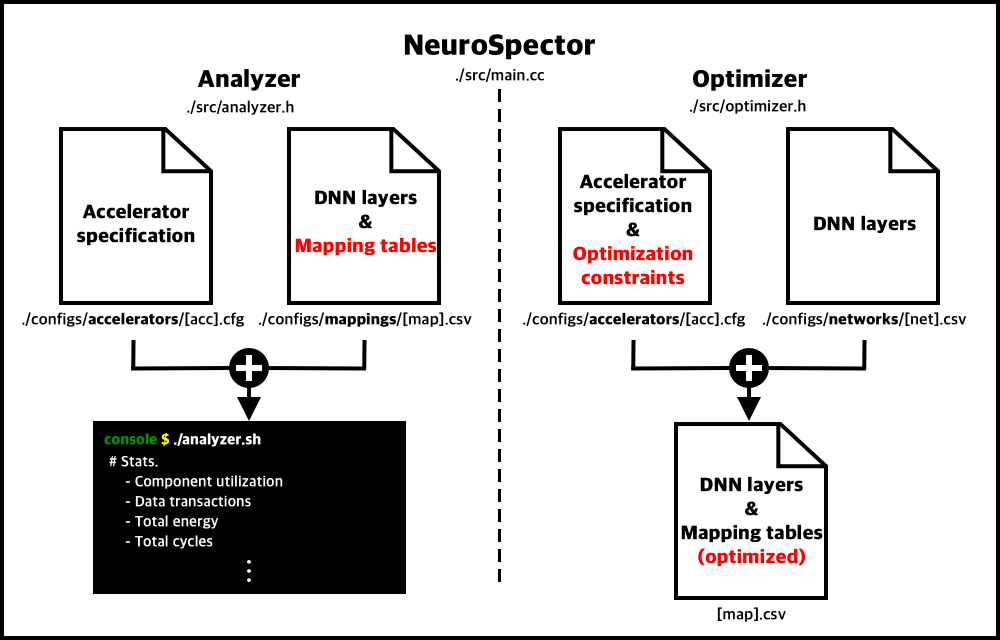 NeuroSpector
./src/main.cc
Analyzer
./src/analyzer.h
Accelerator
specification
./configs/accelerators/[acc].cfg
DNN layers
&
Mapping tables
./configs/mappings/[map].csv
console $ ./analyzer.sh
# Stats.
- Component utilization
- Data transactions
- Total energy
- Total cycles
Optimizer
./src/optimizer.h
Accelerator
specification
&
Optimization
constraints
./configs/accelerators/[acc].cfg
DNN layers
./configs/networks/[net].csv
DNN layers
&
Mapping tables
(optimized)
[map].csv